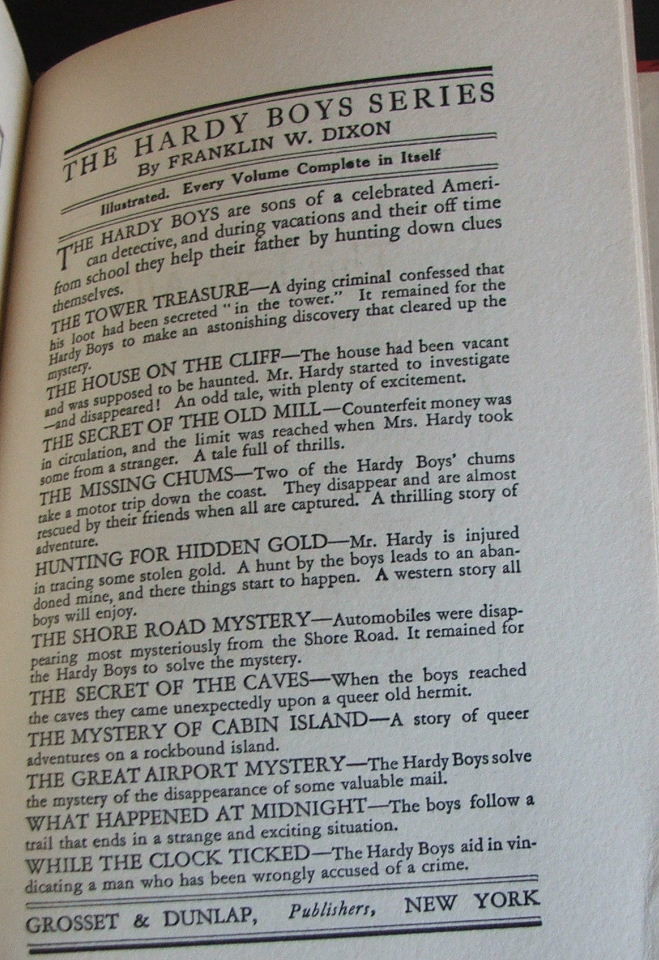 THE HARDY BOYS SERIES
By FRANKLIN W. DIXON
Illustrated. Every Volume Complete in Itself
THE HARDY BOYS are sons of a celebrated Ameri-
can detective, and during vacations and their off time
from school they help their father by hunting down clues
themselves.
THE TOWER TREASURE—A dying criminal confessed that
his loot had been secreted "in the tower." It remained for the
Hardy Boys to make an astonishing discovery that cleared up the
mystery.
THE HOUSE ON THE CLIFF—The house had been vacant
and was supposed to be haunted. Mr. Hardy started to investigate
—and disappeared! An odd tale, with plenty of excitement.
THE SECRET OF THE OLD MILL—Counterfeit money was
in circulation, and the limit was reached when Mrs. Hardy took
some from a stranger. A tale full of thrills.
THE MISSING CHUMS—Two of the Hardy Boys' chums
take a motor trip down the coast. They disappear and are almost
rescued by their friends when all are captured. A thrilling story of
adventure.
HUNTING FOR HIDDEN GOLD—Mr. Hardy is injured
in tracing some stolen gold. A hunt by the boys leads to an aban-
doned mine, and there things start to happen. A western story all
boys will enjoy.
THE SHORE ROAD MYSTERY—Automobiles were disap-
pearing most mysteriously from the Shore Road. It remained for
the Hardy Boys to solve the mystery.
THE SECRET OF THE CAVES—When the boys reached
the caves they came unexpectedly upon a queer old hermit.
THE MYSTERY OF CABIN ISLAND—A story of queer
adventures on a rockbound island.
THE GREAT AIRPORT MYSTERY—The Hardy Boys solve
the mystery of the disappearance of some valuable mail.
WHAT HAPPENED AT MIDNIGHT—The boys follow a
trail that ends in a strange and exciting situation.
WHILE THE CLOCK TICKED—The Hardy Boys aid in vin-
dicating a man who has been wrongly accused of a crime.
GROSSET & DUNLAP, Publishers, NEW YORK